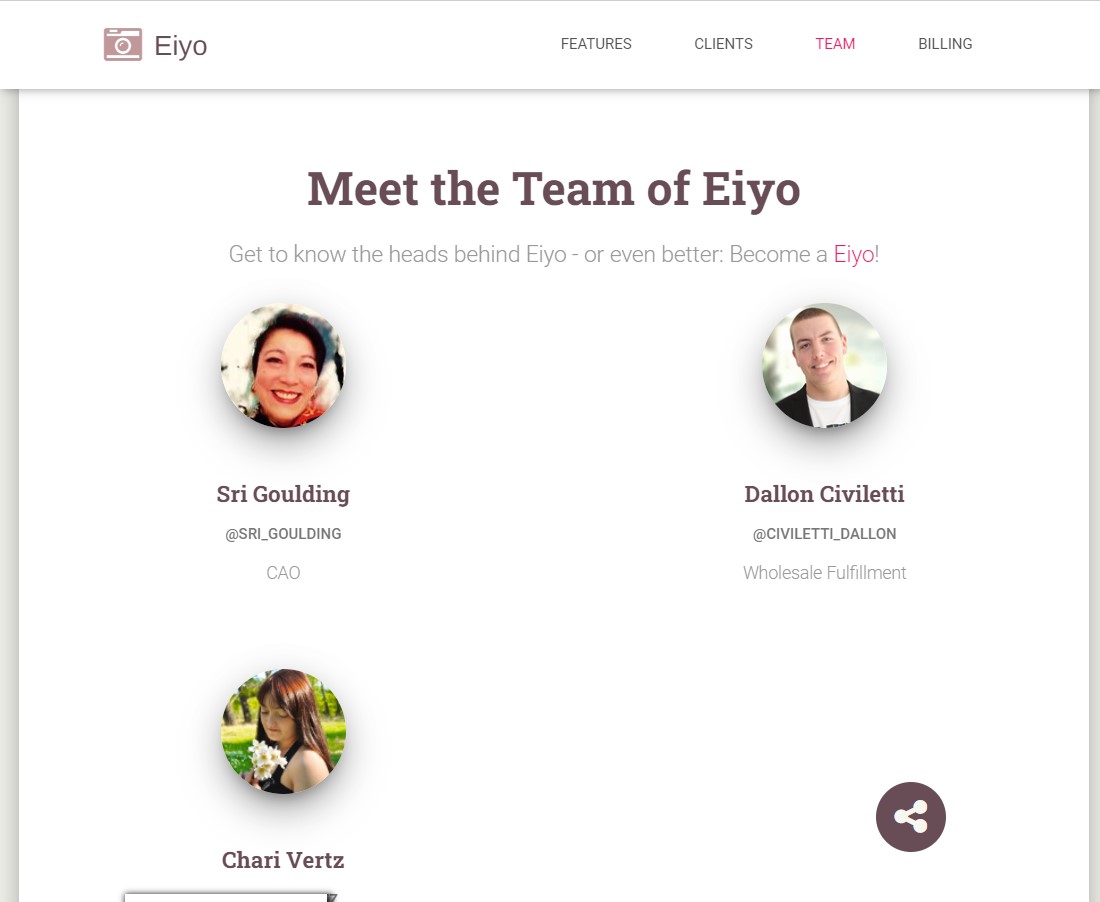 Eiyo
FEATURES CLIENTS TEAM BILLING
Meet the Team of Eiyo
Get to know the heads behind Eiyo - or even better: Become a Eiyo!
Sri Goulding
@SRI_GOULDING
CAO
Dallon Civiletti
@CIVILETTI_DALLON
Wholesale Fulfillment
Chari Vertz